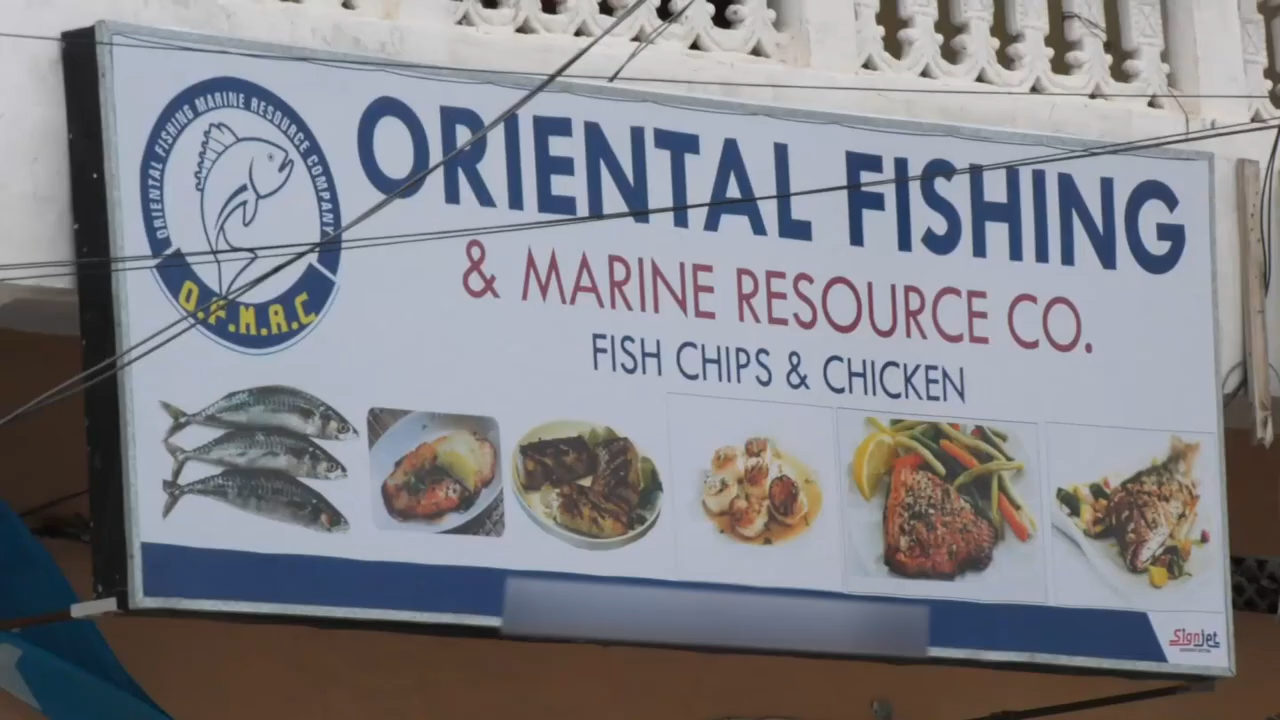 ORIENTAL FISHING MARINE RESOURCE COMPANY
O.F.M.R.C
ORIENTAL FISHING
& MARINE RESOURCE CO.
FISH CHIPS & CHICKEN
Signjet